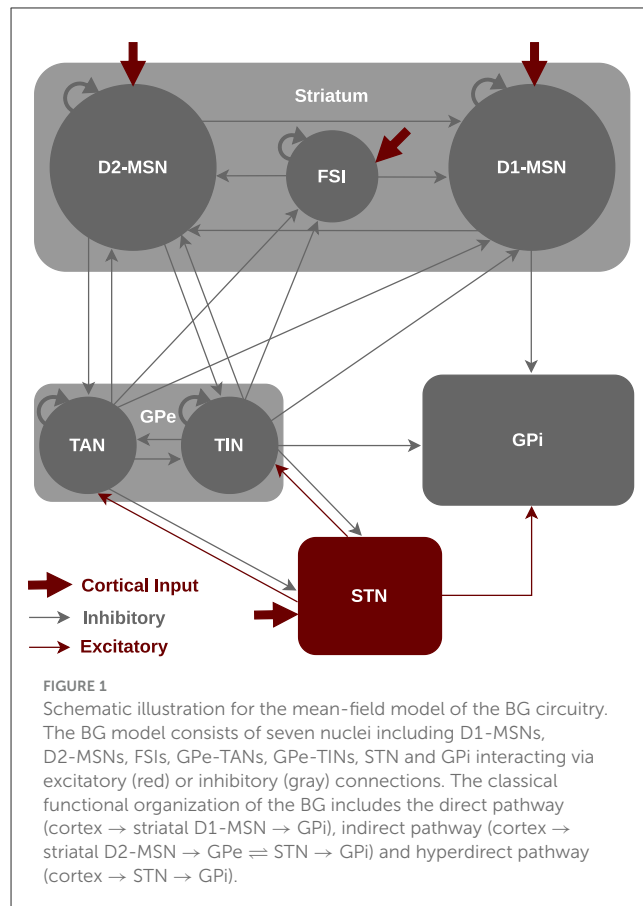 Striatum
D2-MSN
FSI
D1-MSN
GPe
TAN
TIN
GPi
STN
Cortical Input
Inhibitory
Excitatory
FIGURE 1
Schematic illustration for the mean-field model of the BG circuitry.
The BG model consists of seven nuclei including D1-MSNs,
D2-MSNs, FSIs, GPe-TANs, GPe-TINs, STN and GPi interacting via
excitatory (red) or inhibitory (gray) connections. The classical
functional organization of the BG includes the direct pathway
(cortex → striatal D1-MSN → GPi), indirect pathway (cortex →
striatal D2-MSN → GPe ⇌ STN → GPi) and hyperdirect pathway
(cortex → STN → GPi).